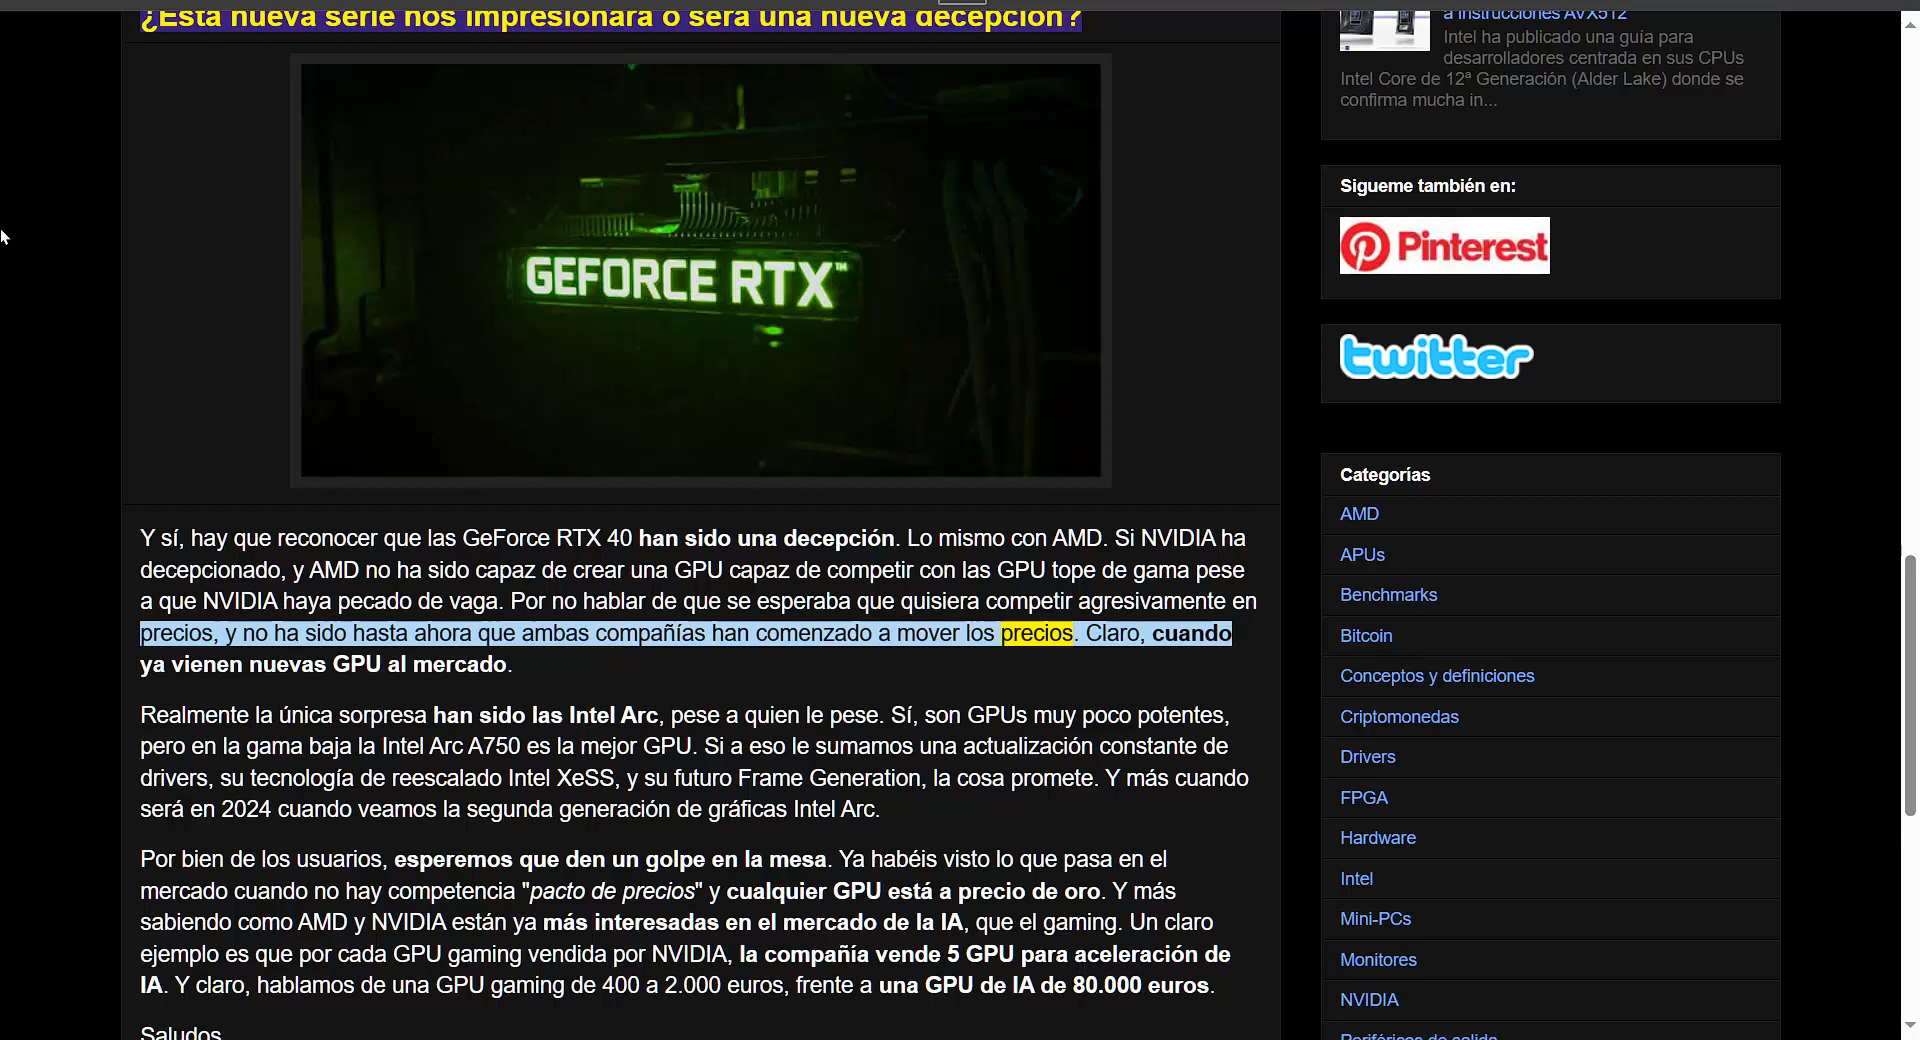 ¿Esta nueva serie nos impresionará o será una nueva decepción?
GEFORCE RTX™
Y sí, hay que reconocer que las GeForce RTX 40 han sido una decepción. Lo mismo con AMD. Si NVIDIA ha
decepcionado, y AMD no ha sido capaz de crear una GPU capaz de competir con las GPU tope de gama pese
a que NVIDIA haya pecado de vaga. Por no hablar de que se esperaba que quisiera competir agresivamente en
precios, y no ha sido hasta ahora que ambas compañías han comenzado a mover los precios. Claro, cuando
ya vienen nuevas GPU al mercado.
Realmente la única sorpresa han sido las Intel Arc, pese a quien le pese. Sí, son GPUs muy poco potentes,
pero en la gama baja la Intel Arc A750 es la mejor GPU. Si a eso le sumamos una actualización constante de
drivers, su tecnología de reescalado Intel XeSS, y su futuro Frame Generation, la cosa promete. Y más cuando
será en 2024 cuando veamos la segunda generación de gráficas Intel Arc.
Por bien de los usuarios, esperemos que den un golpe en la mesa. Ya habéis visto lo que pasa en el
mercado cuando no hay competencia "pacto de precios" y cualquier GPU está a precio de oro. Y más
sabiendo como AMD y NVIDIA están ya más interesadas en el mercado de la IA, que el gaming. Un claro
ejemplo es que por cada GPU gaming vendida por NVIDIA, la compañía vende 5 GPU para aceleración de
IA. Y claro, hablamos de una GPU gaming de 400 a 2.000 euros, frente a una GPU de IA de 80.000 euros.
Saludos
a instrucciones AVX512
Intel ha publicado una guía para
desarrolladores centrada en sus CPUs
Intel Core de 12ª Generación (Alder Lake) donde se
confirma mucha in...
Sigueme también en:
Pinterest
twitter
Categorías
AMD
APUs
Benchmarks
Bitcoin
Conceptos y definiciones
Criptomonedas
Drivers
FPGA
Hardware
Intel
Mini-PCs
Monitores
NVIDIA
Periféricos de salida